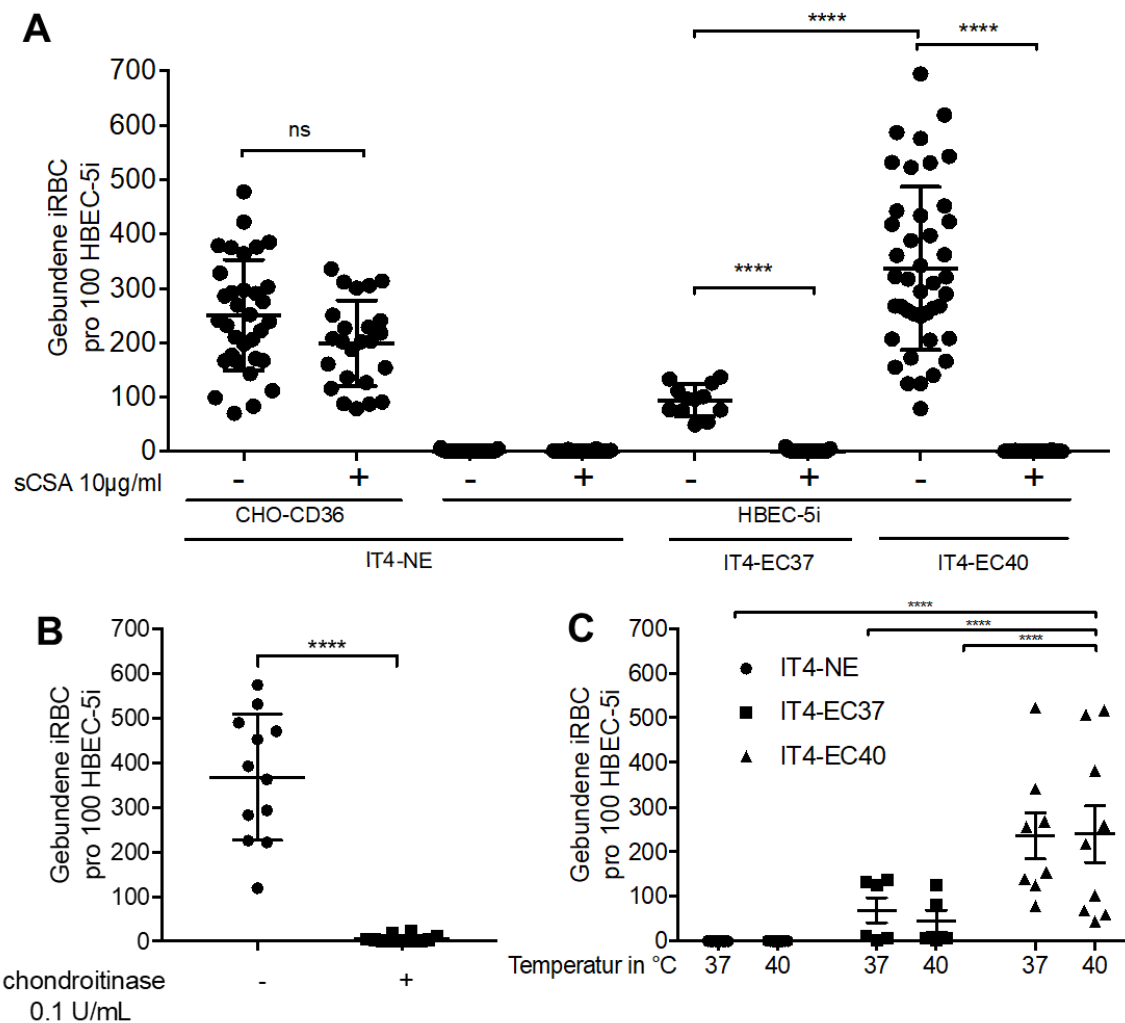 A
**** ****
700
600
ns
500
400
****
300
200
100
0
Gebundene iRBC
pro 100 HBEC-5i
sCSA 10µg/ml - + - + - + - +
CHO-CD36 HBEC-5i
IT4-NE IT4-EC37 IT4-EC40
B
700
****
600
500
400
300
200
100
0
Gebundene iRBC
pro 100 HBEC-5i
chondroitinase - +
0.1 U/mL
C
****
700
****
****
600
IT4-NE
500
IT4-EC37
400
IT4-EC40
300
200
100
0
Gebundene iRBC
pro 100 HBEC-5i
Temperatur in °C 37 40 37 40 37 40